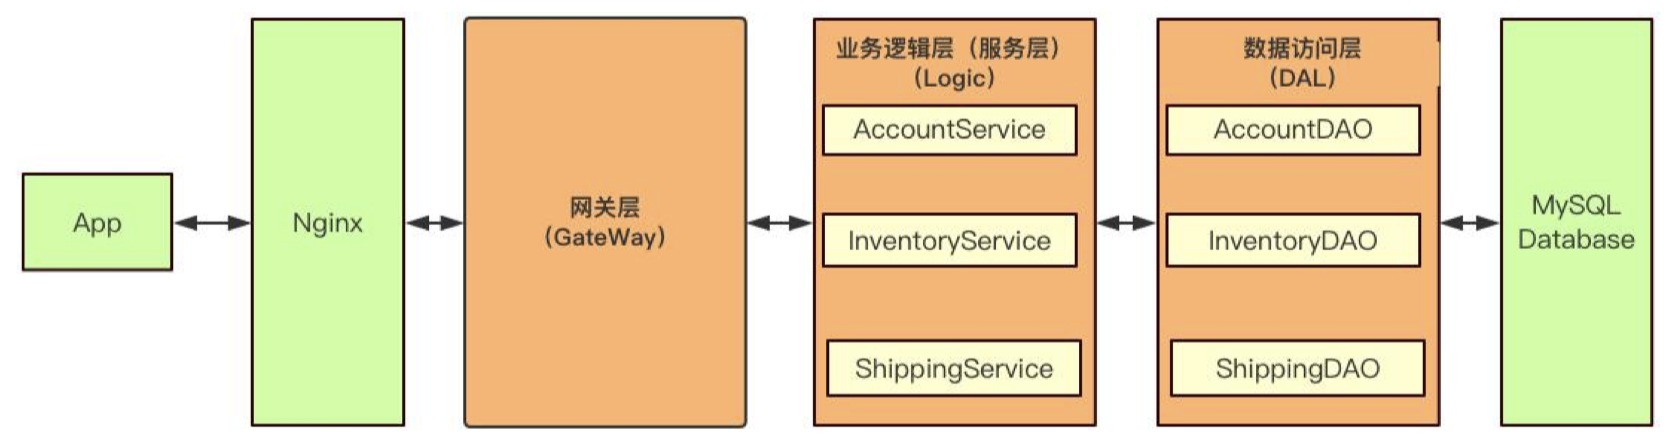 App
Nginx
网关层
（GateWay）
业务逻辑层（服务层）
（Logic）
AccountService
InventoryService
ShippingService
数据访问层
（DAL）
AccountDAO
InventoryDAO
ShippingDAO
MySQL
Database